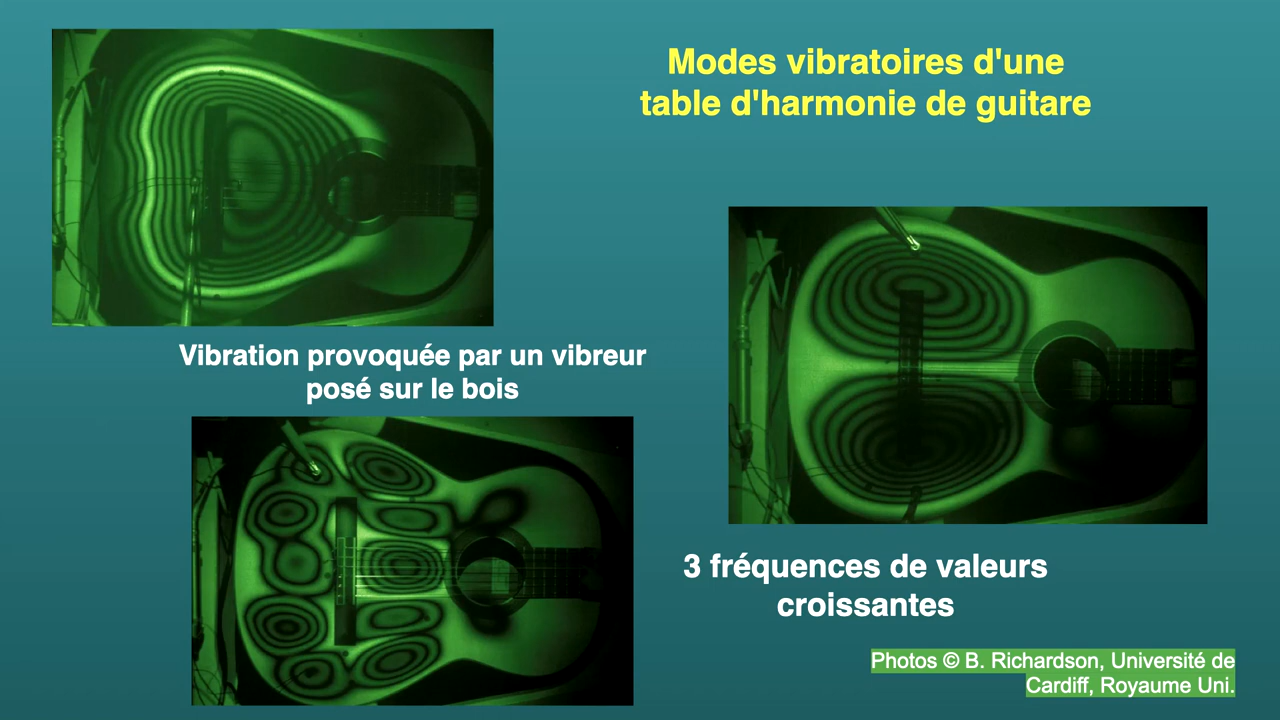 Modes vibratoires d'une
table d'harmonie de guitare
Vibration provoquée par un vibreur
posé sur le bois
3 fréquences de valeurs
croissantes
Photos © B. Richardson, Université de
Cardiff, Royaume Uni.